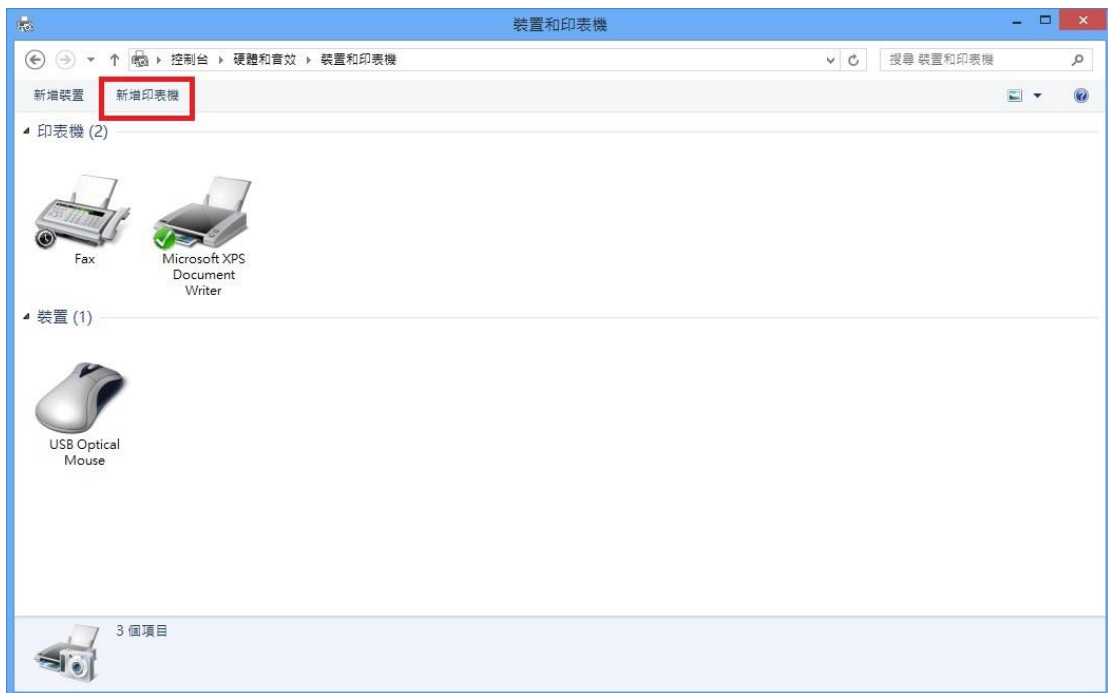 裝置和印表機
控制台 ▸ 硬體和音效 ▸ 裝置和印表機
搜尋 裝置和印表機
新增裝置 新增印表機
印表機 (2)
Fax
Microsoft XPS
Document
Writer
裝置 (1)
USB Optical
Mouse
3 個項目